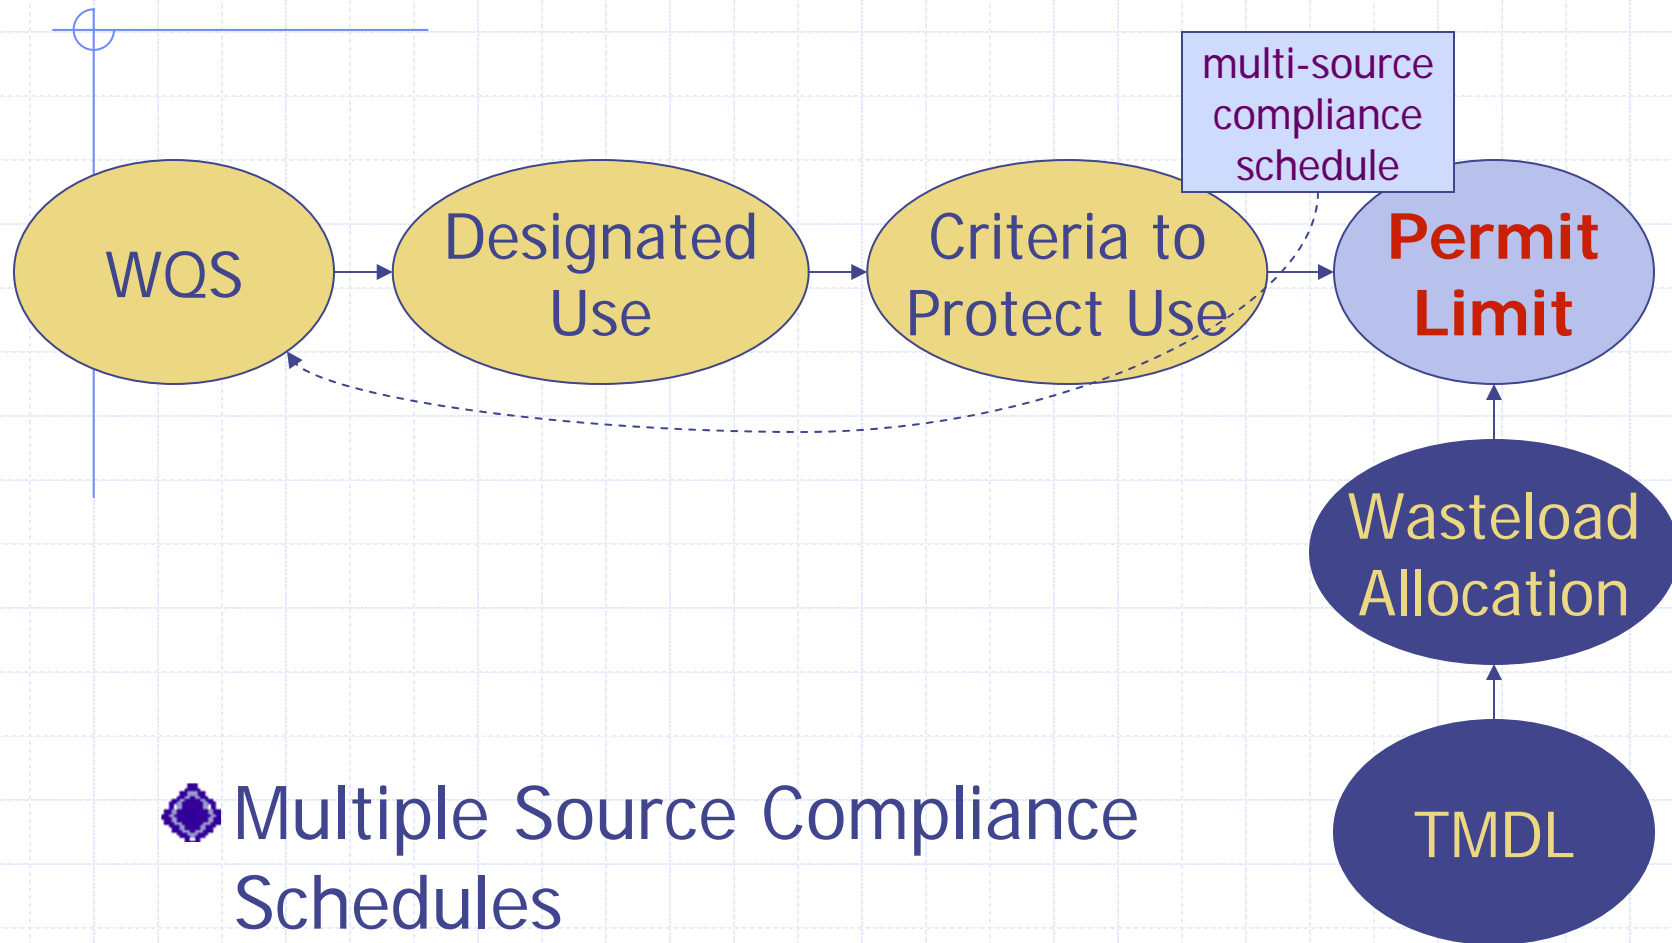 multi-source
compliance
schedule
WQS
Designated
Use
Criteria to
Protect Use
Permit
Limit
Wasteload
Allocation
TMDL
Multiple Source Compliance
Schedules